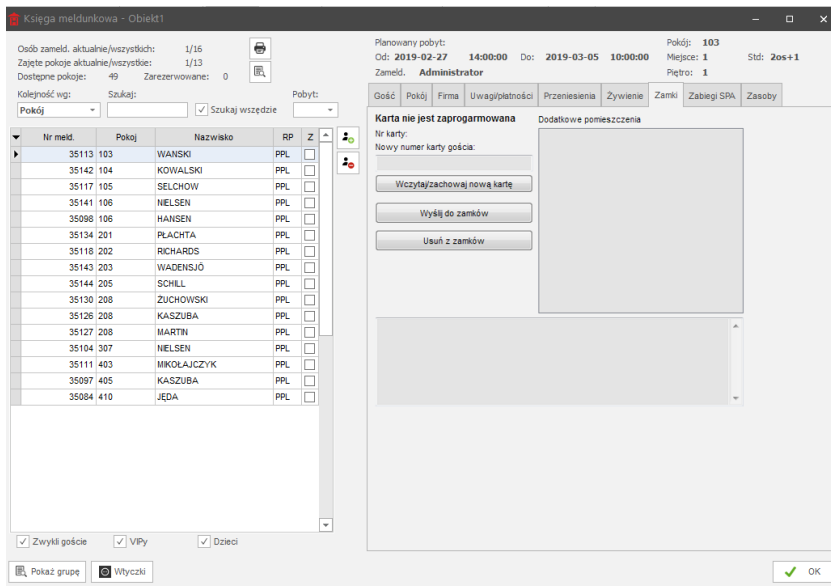 Księga meldunkowa - Obiekt1
Osób zameld. aktualnie/wszystkich: 1/16
Zajęte pokoje aktualnie/wszystkie: 1/13
Dostępne pokoje: 49 Zarezerwowane: 0
Kolejność wg: Szukaj: Pobyt:
Pokój Szukaj wszędzie
Nr meld. Pokoj Nazwisko RP Z
35113 103 WANSKI PPL
35142 104 KOWALSKI PPL
35117 105 SELCHOW PPL
35141 106 NIELSEN PPL
35098 106 HANSEN PPL
35134 201 PŁACHTA PPL
35118 202 RICHARDS PPL
35143 203 WADENSJÖ PPL
35144 205 SCHILL PPL
35130 208 ŻUCHOWSKI PPL
35126 208 KASZUBA PPL
35127 208 MARTIN PPL
35104 307 NIELSEN PPL
35111 403 MIKOŁAJCZYK PPL
35097 405 KASZUBA PPL
35084 410 JĘDA PPL
Zwykli goście VIPy Dzieci
Pokaż grupę Wtyczki
Planowany pobyt: Pokój: 103
Od: 2019-02-27 14:00:00 Do: 2019-03-05 10:00:00 Miejsce: 1 Std: 2os+1
Zameld. Administrator Piętro: 1
Gość Pokój Firma Uwagi/płatności Przeniesienia Żywienie Zamki Zabiegi SPA Zasoby
Karta nie jest zaprogarmowana Dodatkowe pomieszczenia
Nr karty:
Nowy numer karty gościa:
Wczytaj/zachowaj nową kartę
Wyślij do zamków
Usuń z zamków
OK